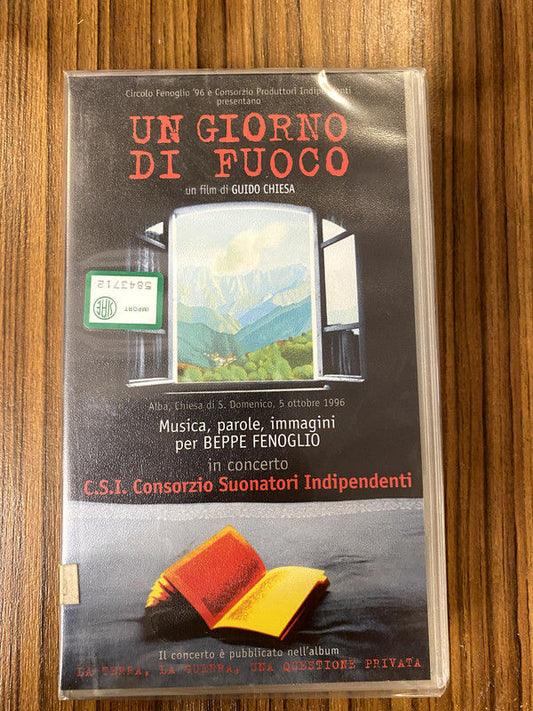 Circolo Fenoglio '96 e Consorzio Produttori Indipendenti
presentano
UN GIORNO
DI FUOCO
un film di GUIDO CHIESA
5843712
IMPORT
Alba, Chiesa di S. Domenico, 5 ottobre 1996
Musica, parole, immagini
per BEPPE FENOGLIO
in concerto
C.S.I. Consorzio Suonatori Indipendenti
Il concerto è pubblicato nell'album
LA TERRA, LA GUERRA, UNA QUESTIONE PRIVATA